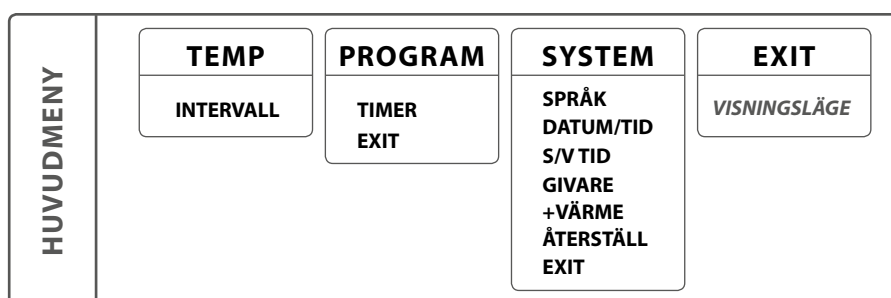 HUVUDMENY
TEMP
INTERVALL
PROGRAM
TIMER
EXIT
SYSTEM
SPRÅK
DATUM/TID
S/V TID
GIVARE
+VÄRME
ÅTERSTÄLL
EXIT
EXIT
VISNINGSLÄGE